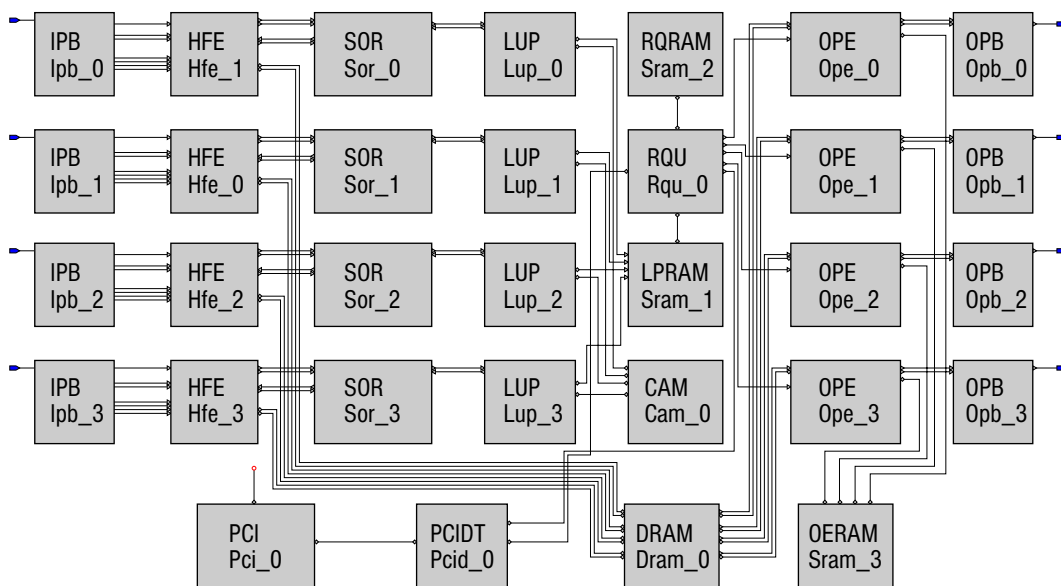 IPB
Ipb_0
HFE
Hfe_1
SOR
Sor_0
LUP
Lup_0
RQRAM
Sram_2
OPE
Ope_0
OPB
Opb_0
IPB
Ipb_1
HFE
Hfe_0
SOR
Sor_1
LUP
Lup_1
RQU
Rqu_0
OPE
Ope_1
OPB
Opb_1
IPB
Ipb_2
HFE
Hfe_2
SOR
Sor_2
LUP
Lup_2
LPRAM
Sram_1
OPE
Ope_2
OPB
Opb_2
IPB
Ipb_3
HFE
Hfe_3
SOR
Sor_3
LUP
Lup_3
CAM
Cam_0
OPE
Ope_3
OPB
Opb_3
PCI
Pci_0
PCIDT
Pcid_0
DRAM
Dram_0
OERAM
Sram_3